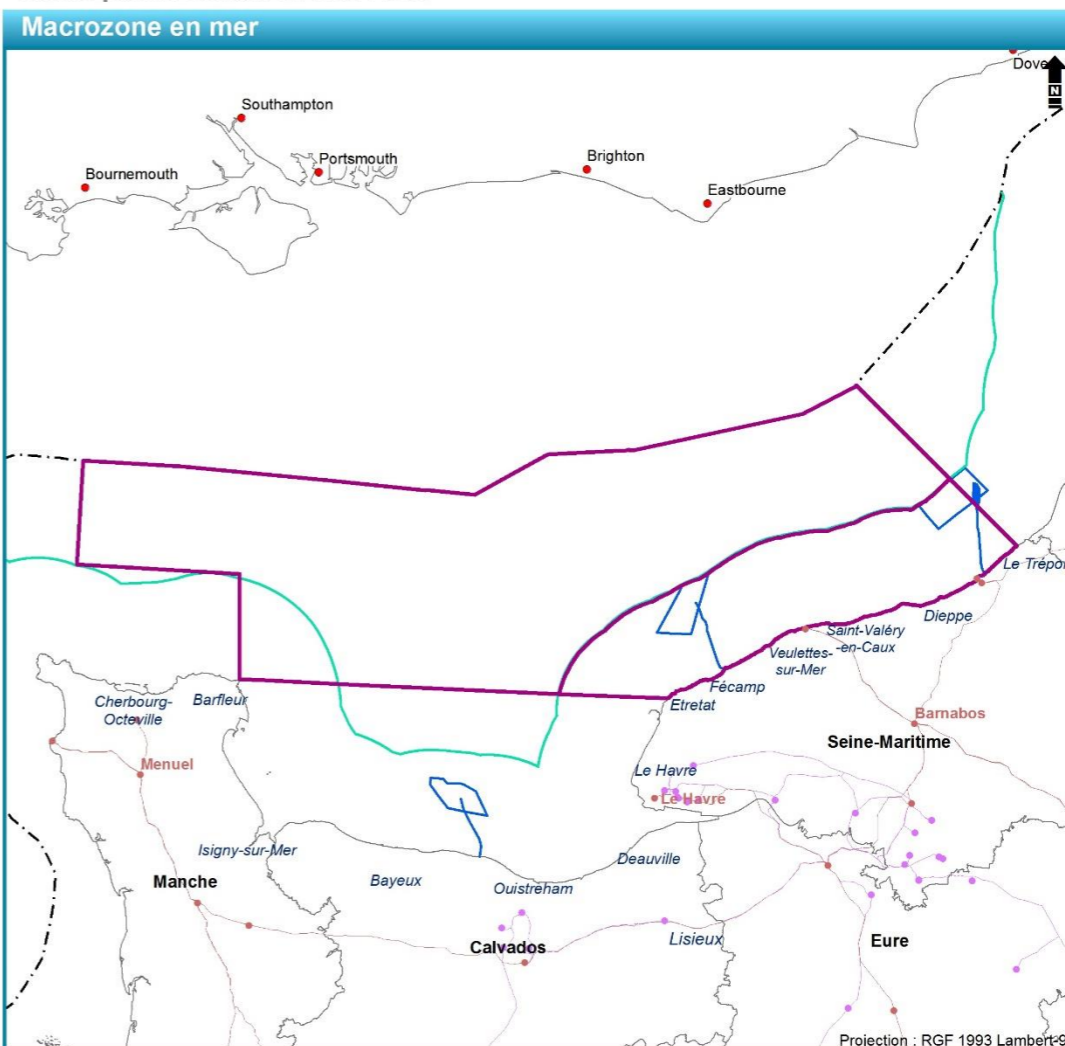 Macrozone en mer
Dove
N
Southampton
Portsmouth
Bournemouth
Brighton
Eastbourne
Le Trépor
Dieppe
Saint-Valéry
-en-Caux
Veulettes-
sur-Mer
Fécamp
Etretat
Cherbourg-
Octeville
Barfleur
Barnabos
Seine-Maritime
Menuel
Le Havre
Le Havre
Isigny-sur-Mer
Manche
Bayeux
Deauville
Ouistreham
Calvados
Lisieux
Eure
Projection : RGF 1993 Lambert-9